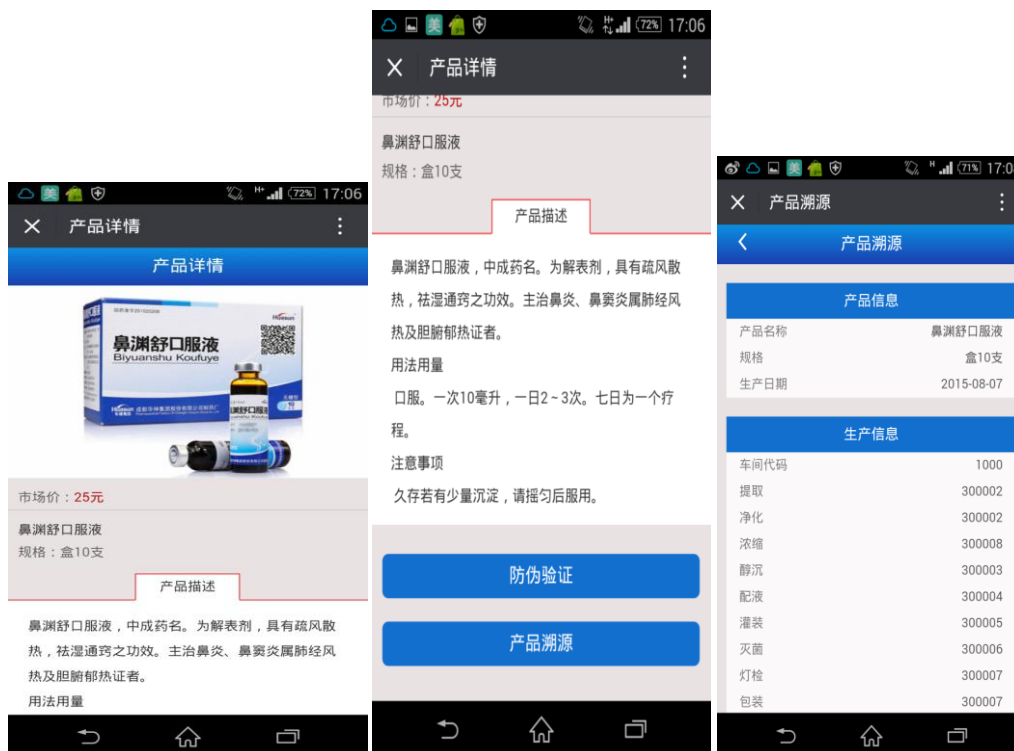 72% 17:06
产品详情
产品详情
鼻渊舒口服液
Biyuanshu Koufuye
市场价：25元
鼻渊舒口服液
规格：盒10支
产品描述
鼻渊舒口服液，中成药名。为解表剂，具有疏风散
热，祛湿通窍之功效。主治鼻炎、鼻窦炎属肺经风
热及胆腑郁热证者。
用法用量
美
H+ 72% 17:06
产品详情
市场价：25元
鼻渊舒口服液
规格：盒10支
产品描述
鼻渊舒口服液，中成药名。为解表剂，具有疏风散
热，祛湿通窍之功效。主治鼻炎、鼻窦炎属肺经风
热及胆腑郁热证者。
用法用量
口服。一次10毫升，一日2~3次。七日为一个疗
程。
注意事项
久存若有少量沉淀，请摇匀后服用。
防伪验证
产品溯源
美
H 71% 17:0
产品溯源
产品溯源
产品信息
产品名称 鼻渊舒口服液
规格 盒10支
生产日期 2015-08-07
生产信息
车间代码 1000
提取 300002
净化 300002
浓缩 300008
醇沉 300003
配液 300004
灌装 300005
灭菌 300006
灯检 300007
包装 300007